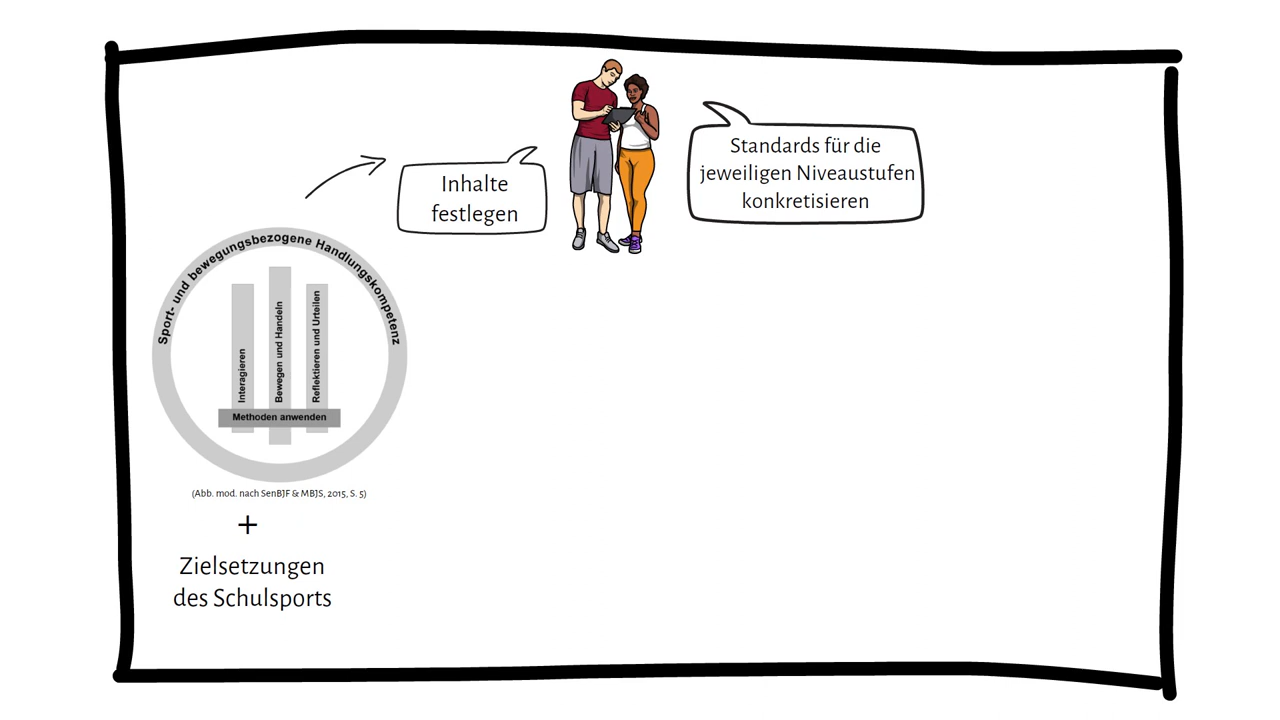 Standards für die
jeweiligen Niveaustufen
konkretisieren
Inhalte
festlegen
Sport- und bewegungsbezogene Handlungskompetenz
Interagieren
Bewegen und Handeln
Reflektieren und Urteilen
Methoden anwenden
(Abb. mod. nach SenBJF & MBJS, 2015, S. 5)
+
Zielsetzungen
des Schulsports